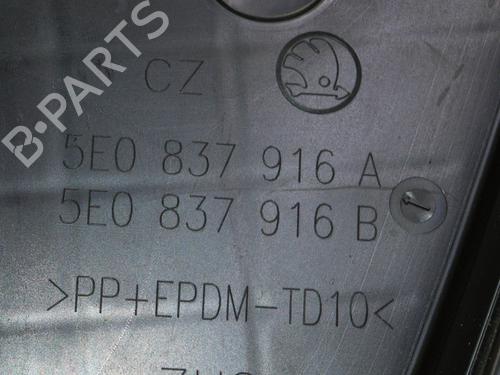 B-PARTS
CZ
5E0 837 916 A
5E0 837 916 B
>PP+EPDM-TD10<